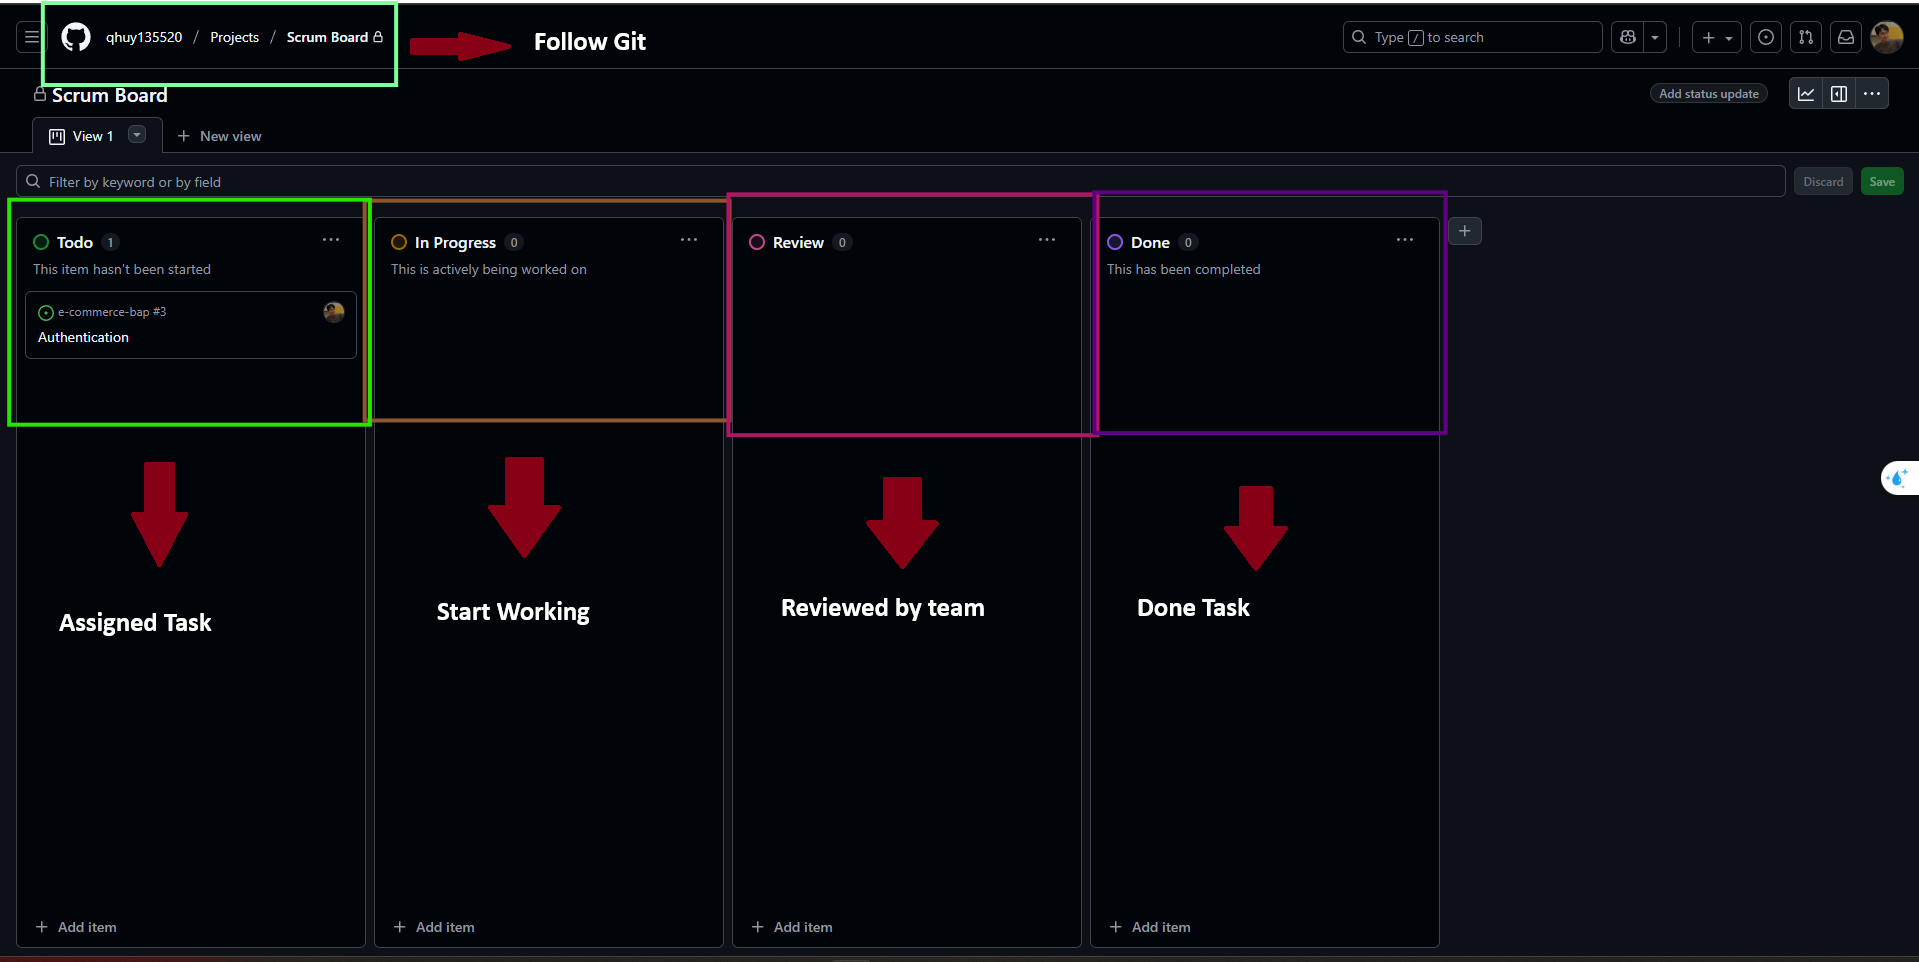 qhuy135520 / Projects / Scrum Board
Follow Git
Type / to search
Scrum Board
Add status update
View 1
New view
Filter by keyword or by field
Discard
Save
Todo 1
This item hasn't been started
e-commerce-bap #3
Authentication
In Progress 0
This is actively being worked on
Review 0
Done 0
This has been completed
Assigned Task
Start Working
Reviewed by team
Done Task
Add item
Add item
Add item
Add item